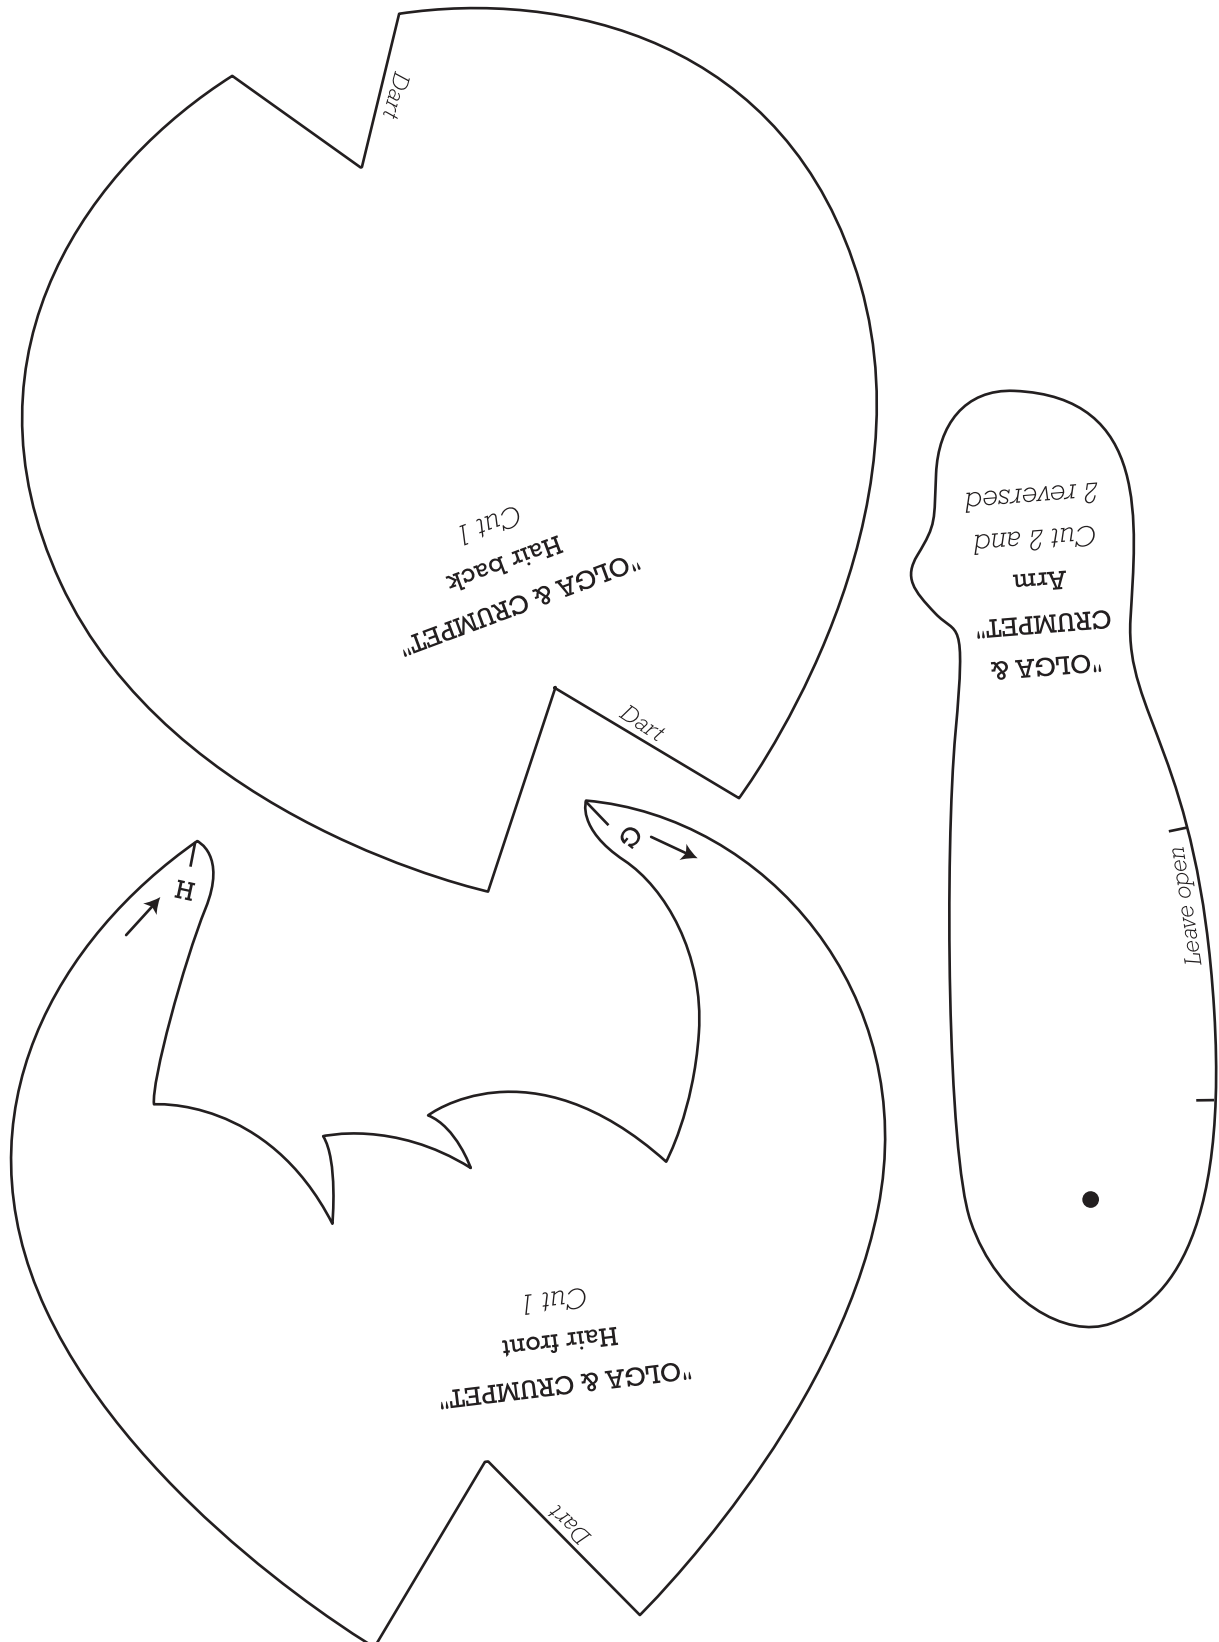 Dart
"OLGA & CRUMPET"
Hair back
Cut 1
Dart
"OLGA &
CRUMPET"
Arm
Cut 2 and
2 reversed
Leave open
G
H
"OLGA & CRUMPET"
Hair front
Cut 1
Dart